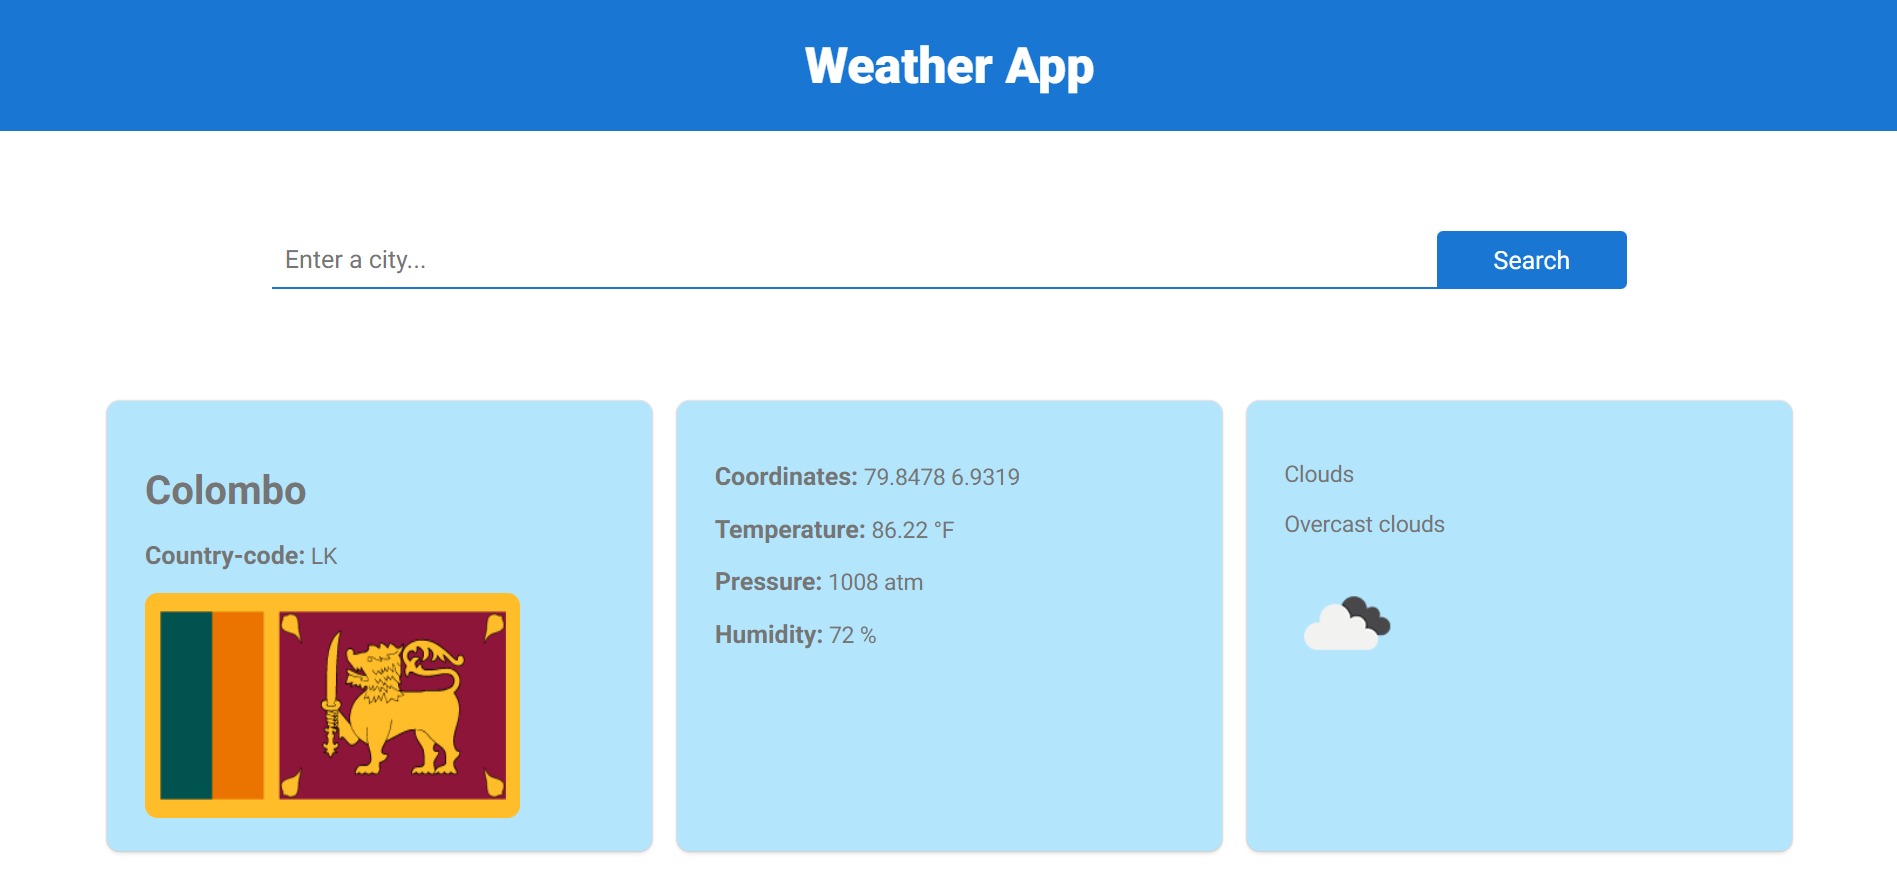 Weather App
Enter a city...
Search
Colombo
Country-code: LK
Coordinates: 79.8478 6.9319
Temperature: 86.22 °F
Pressure: 1008 atm
Humidity: 72 %
Clouds
Overcast clouds